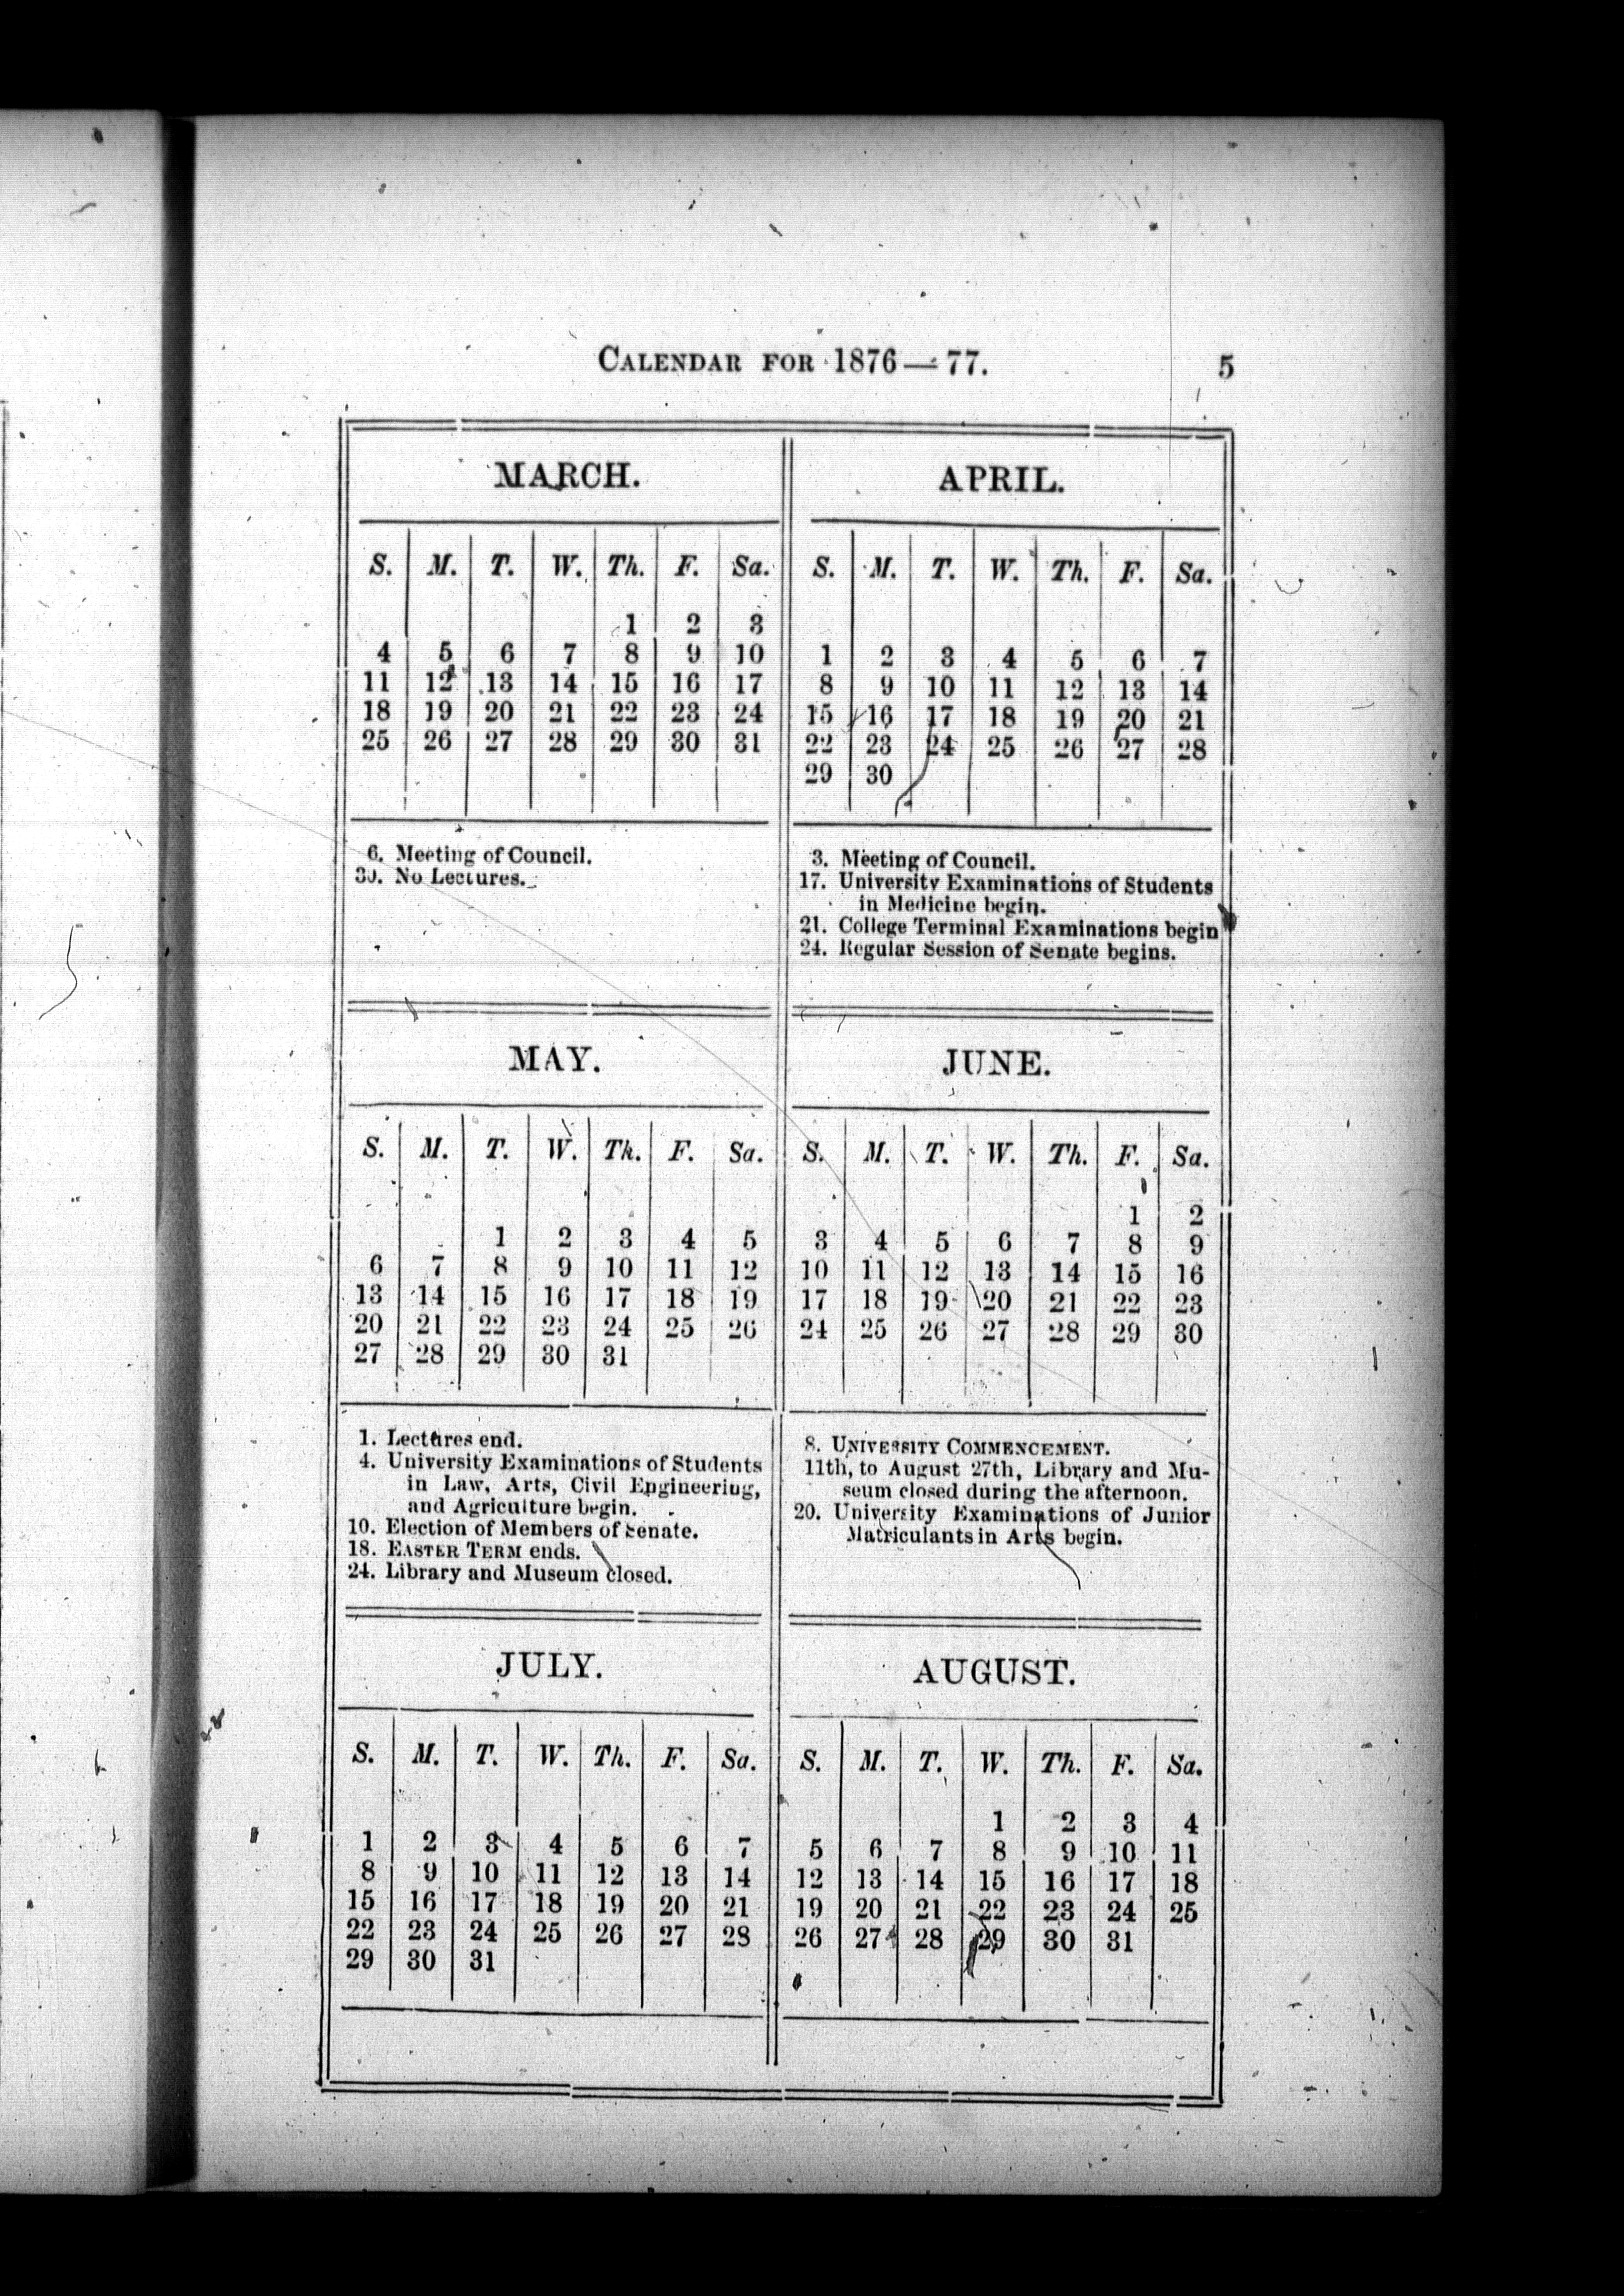 CALENDAR FOR 1876—77. 5
MARCH.
S. M. T. W. Th. F. Sa.
1 2 3
4 5 6 7 8 9 10
11 12 13 14 15 16 17
18 19 20 21 22 23 24
25 26 27 28 29 30 31
6. Meeting of Council.
30. No Lectures.
APRIL.
S. M. T. W. Th. F. Sa.
1 2 3 4 5 6 7
8 9 10 11 12 13 14
15 16 17 18 19 20 21
22 23 24 25 26 27 28
29 30
3. Meeting of Council.
17. University Examinations of Students
in Medicine begin.
21. College Terminal Examinations begin
24. Regular Session of Senate begins.
MAY.
S. M. T. W. Th. F. Sa.
1 2 3 4 5
6 7 8 9 10 11 12
13 14 15 16 17 18 19
20 21 22 23 24 25 26
27 28 29 30 31
1. Lectures end.
4. University Examinations of Students
in Law, Arts, Civil Engineering,
and Agriculture begin.
10. Election of Members of Senate.
18. EASTER TERM ends.
24. Library and Museum closed.
JUNE.
S. M. T. W. Th. F. Sa.
1 2
3 4 5 6 7 8 9
10 11 12 13 14 15 16
17 18 19 20 21 22 23
24 25 26 27 28 29 30
8. UNIVERSITY COMMENCEMENT.
11th, to August 27th, Library and Mu-
seum closed during the afternoon.
20. University Examinations of Junior
Matriculants in Arts begin.
JULY.
S. M. T. W. Th. F. Sa.
1 2 3 4 5 6 7
8 9 10 11 12 13 14
15 16 17 18 19 20 21
22 23 24 25 26 27 28
29 30 31
AUGUST.
S. M. T. W. Th. F. Sa.
1 2 3 4
5 6 7 8 9 10 11
12 13 14 15 16 17 18
19 20 21 22 23 24 25
26 27 28 29 30 31